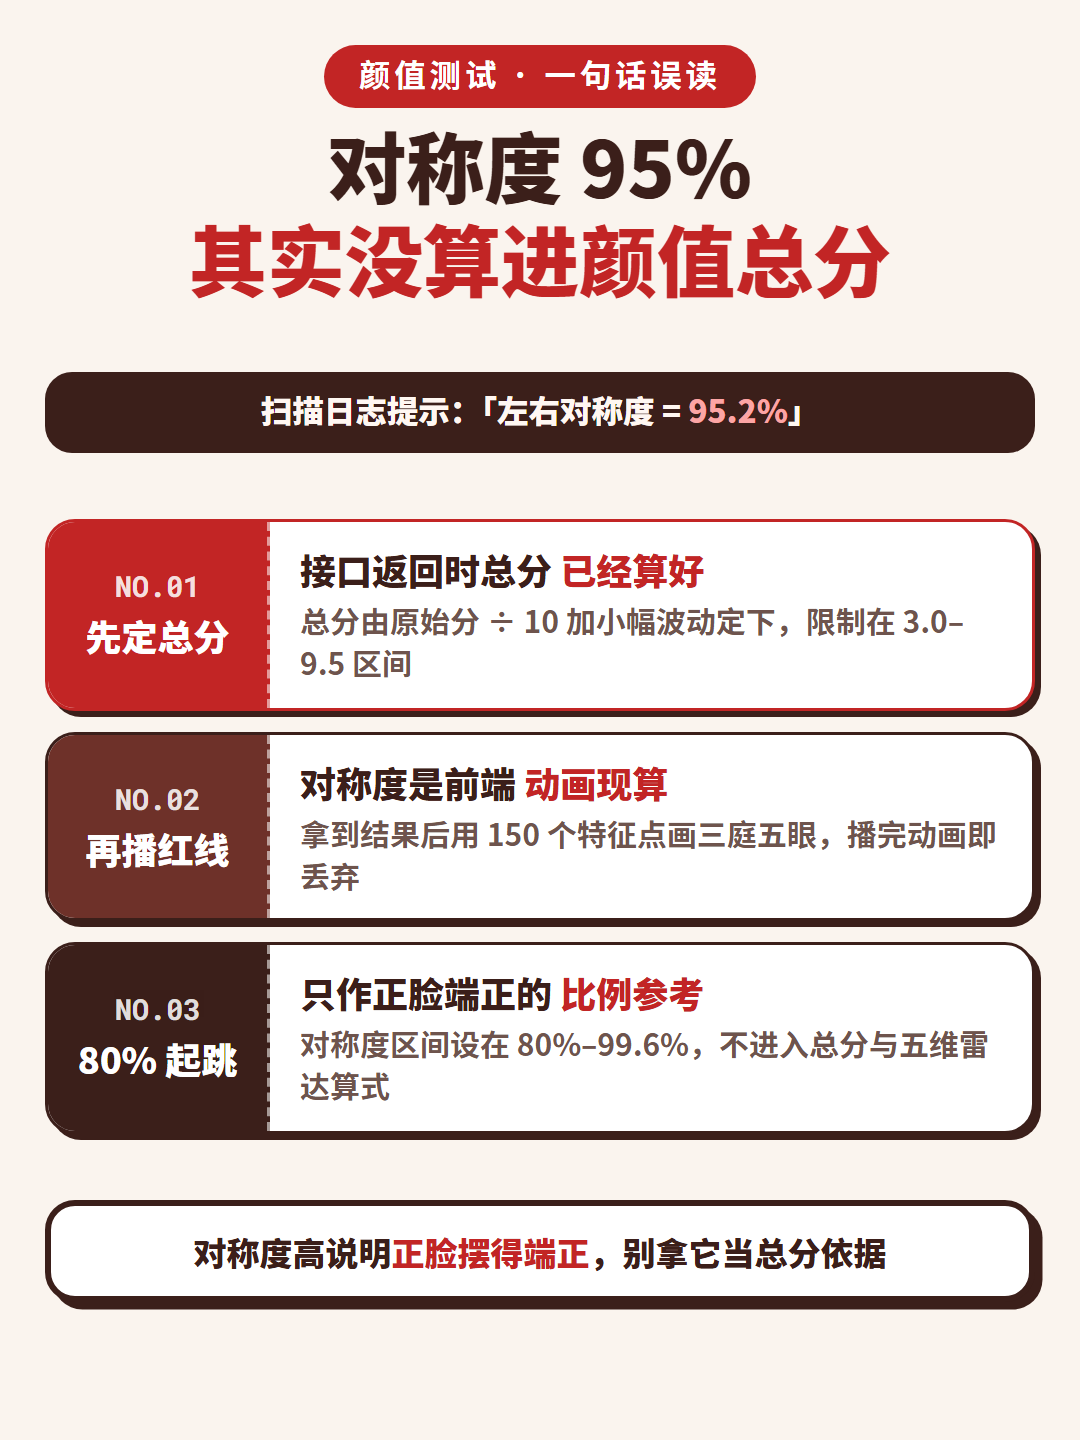 颜值测试 · 一句话误读
对称度 95%
其实没算进颜值总分
扫描日志提示：「左右对称度 = 95.2%」
NO.01
先定总分
接口返回时总分 已经算好
总分由原始分 ÷ 10 加小幅波动定下，限制在 3.0–
9.5 区间
NO.02
再播红线
对称度是前端 动画现算
拿到结果后用 150 个特征点画三庭五眼，播完动画即
丢弃
NO.03
80% 起跳
只作正脸端正的 比例参考
对称度区间设在 80%–99.6%，不进入总分与五维雷
达算式
对称度高说明正脸摆得端正，别拿它当总分依据